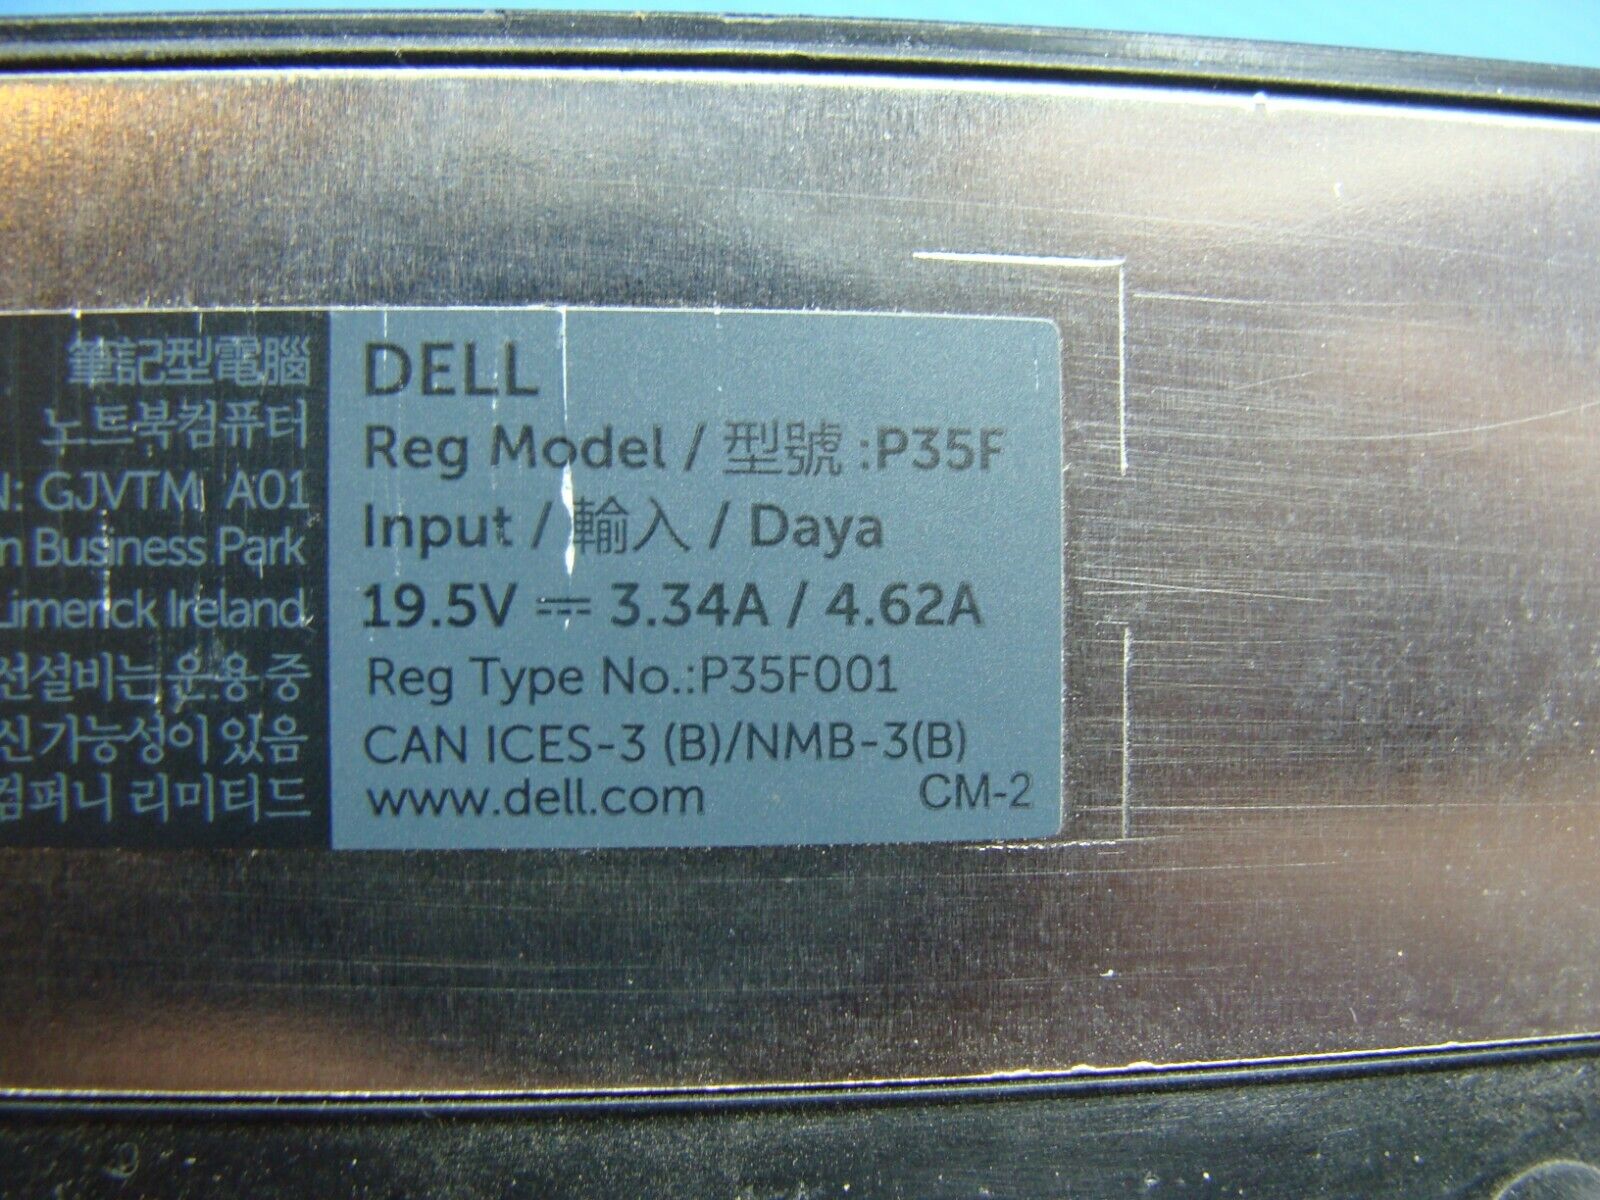 筆記型電腦
노트북컴퓨터
N: GJVTM A01
Business Park
Limerick Ireland
전설비는 운용 중
신가능성이 있음
컴퍼니 리미티드
DELL
Reg Model / 型號 :P35F
Input / 輸入 / Daya
19.5V ⎓ 3.34A / 4.62A
Reg Type No.:P35F001
CAN ICES-3 (B)/NMB-3(B)
www.dell.com CM-2